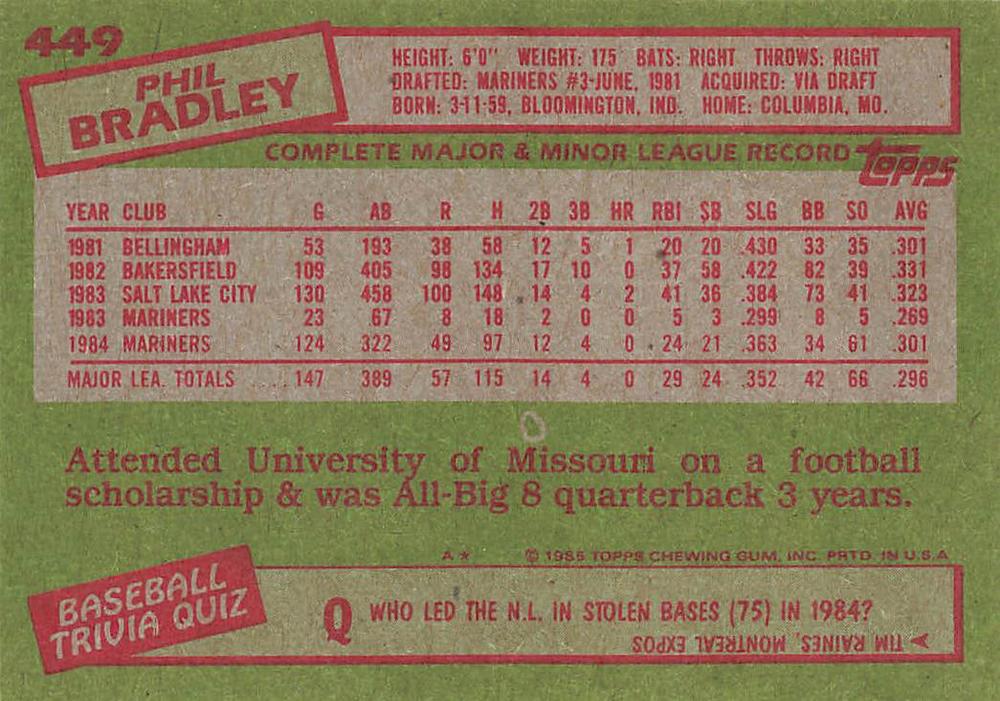 449
PHIL
BRADLEY
HEIGHT: 6'0" WEIGHT: 175 BATS: RIGHT THROWS: RIGHT
DRAFTED: MARINERS #3-JUNE, 1981 ACQUIRED: VIA DRAFT
BORN: 3-11-59, BLOOMINGTON, IND. HOME: COLUMBIA, MO.
COMPLETE MAJOR & MINOR LEAGUE RECORD topps
YEAR CLUB G AB R H 2B 3B HR RBI SB SLG BB SO AVG
1981 BELLINGHAM 53 193 38 58 12 5 1 20 20 .430 33 35 .301
1982 BAKERSFIELD 109 405 98 134 17 10 0 37 58 .422 82 39 .331
1983 SALT LAKE CITY 130 458 100 148 14 4 2 41 36 .384 73 41 .323
1983 MARINERS 23 67 8 18 2 0 0 5 3 .299 8 5 .269
1984 MARINERS 124 322 49 97 12 4 0 24 21 .363 34 61 .301
MAJOR LEA. TOTALS .... 147 389 57 115 14 4 0 29 24 .352 42 66 .296
Attended University of Missouri on a football
scholarship & was All-Big 8 quarterback 3 years.
A★ © 1985 TOPPS CHEWING GUM, INC. PRTD. IN U.S.A
BASEBALL
TRIVIA QUIZ
Q WHO LED THE N.L. IN STOLEN BASES (75) IN 1984?
TIM RAINES, MONTREAL EXPOS